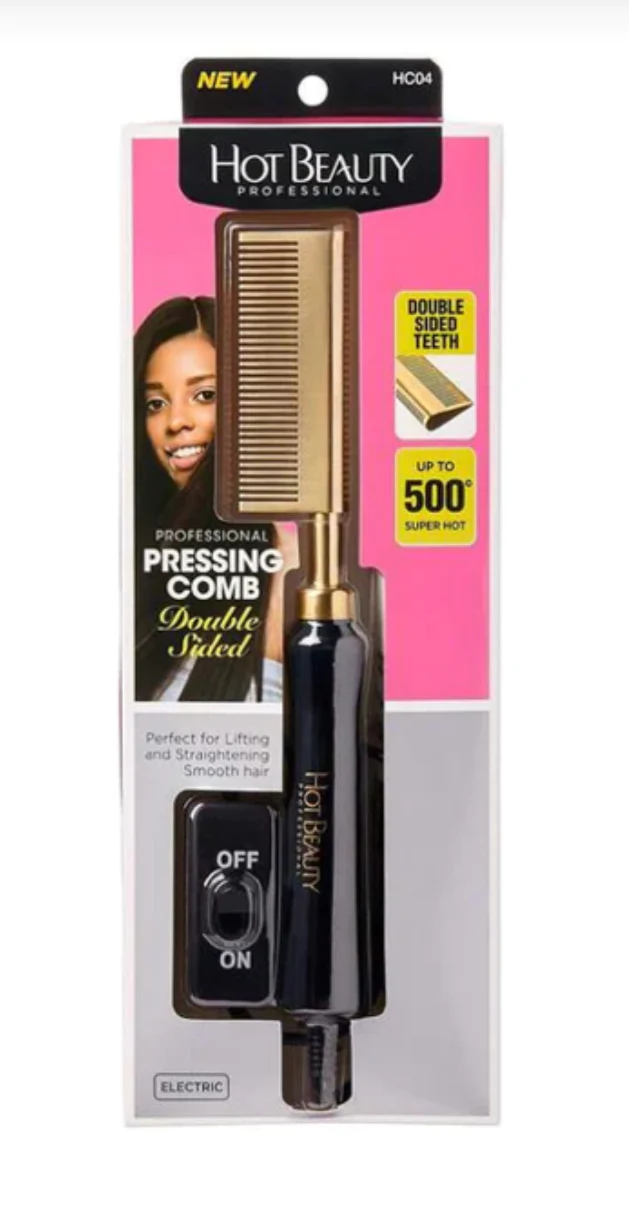 NEW
HC04
HOT BEAUTY
PROFESSIONAL
DOUBLE
SIDED
TEETH
UP TO
500°
SUPER HOT
PROFESSIONAL
PRESSING
COMB
Double
Sided
Perfect for Lifting
and Straightening
Smooth hair
HOT BEAUTY
PROFESSIONAL
OFF
ON
ELECTRIC